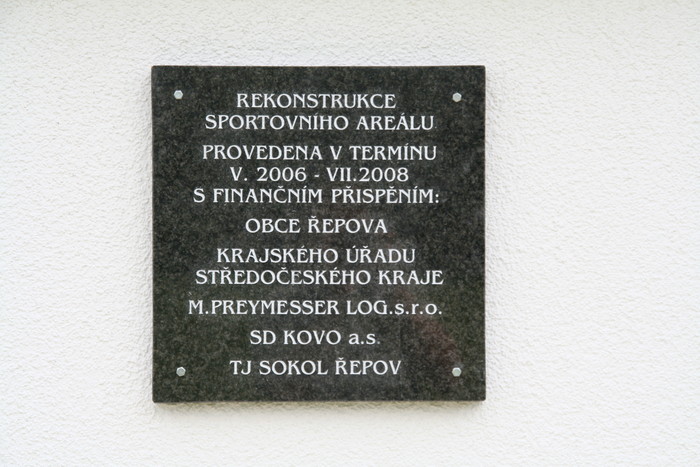 REKONSTRUKCE
SPORTOVNÍHO AREÁLU
PROVEDENA V TERMÍNU
V. 2006 - VII.2008
S FINANČNÍM PŘISPĚNÍM:
OBCE ŘEPOVA
KRAJSKÉHO ÚŘADU
STŘEDOČESKÉHO KRAJE
M.PREYMESSER LOG.s.r.o.
SD KOVO a.s.
TJ SOKOL ŘEPOV